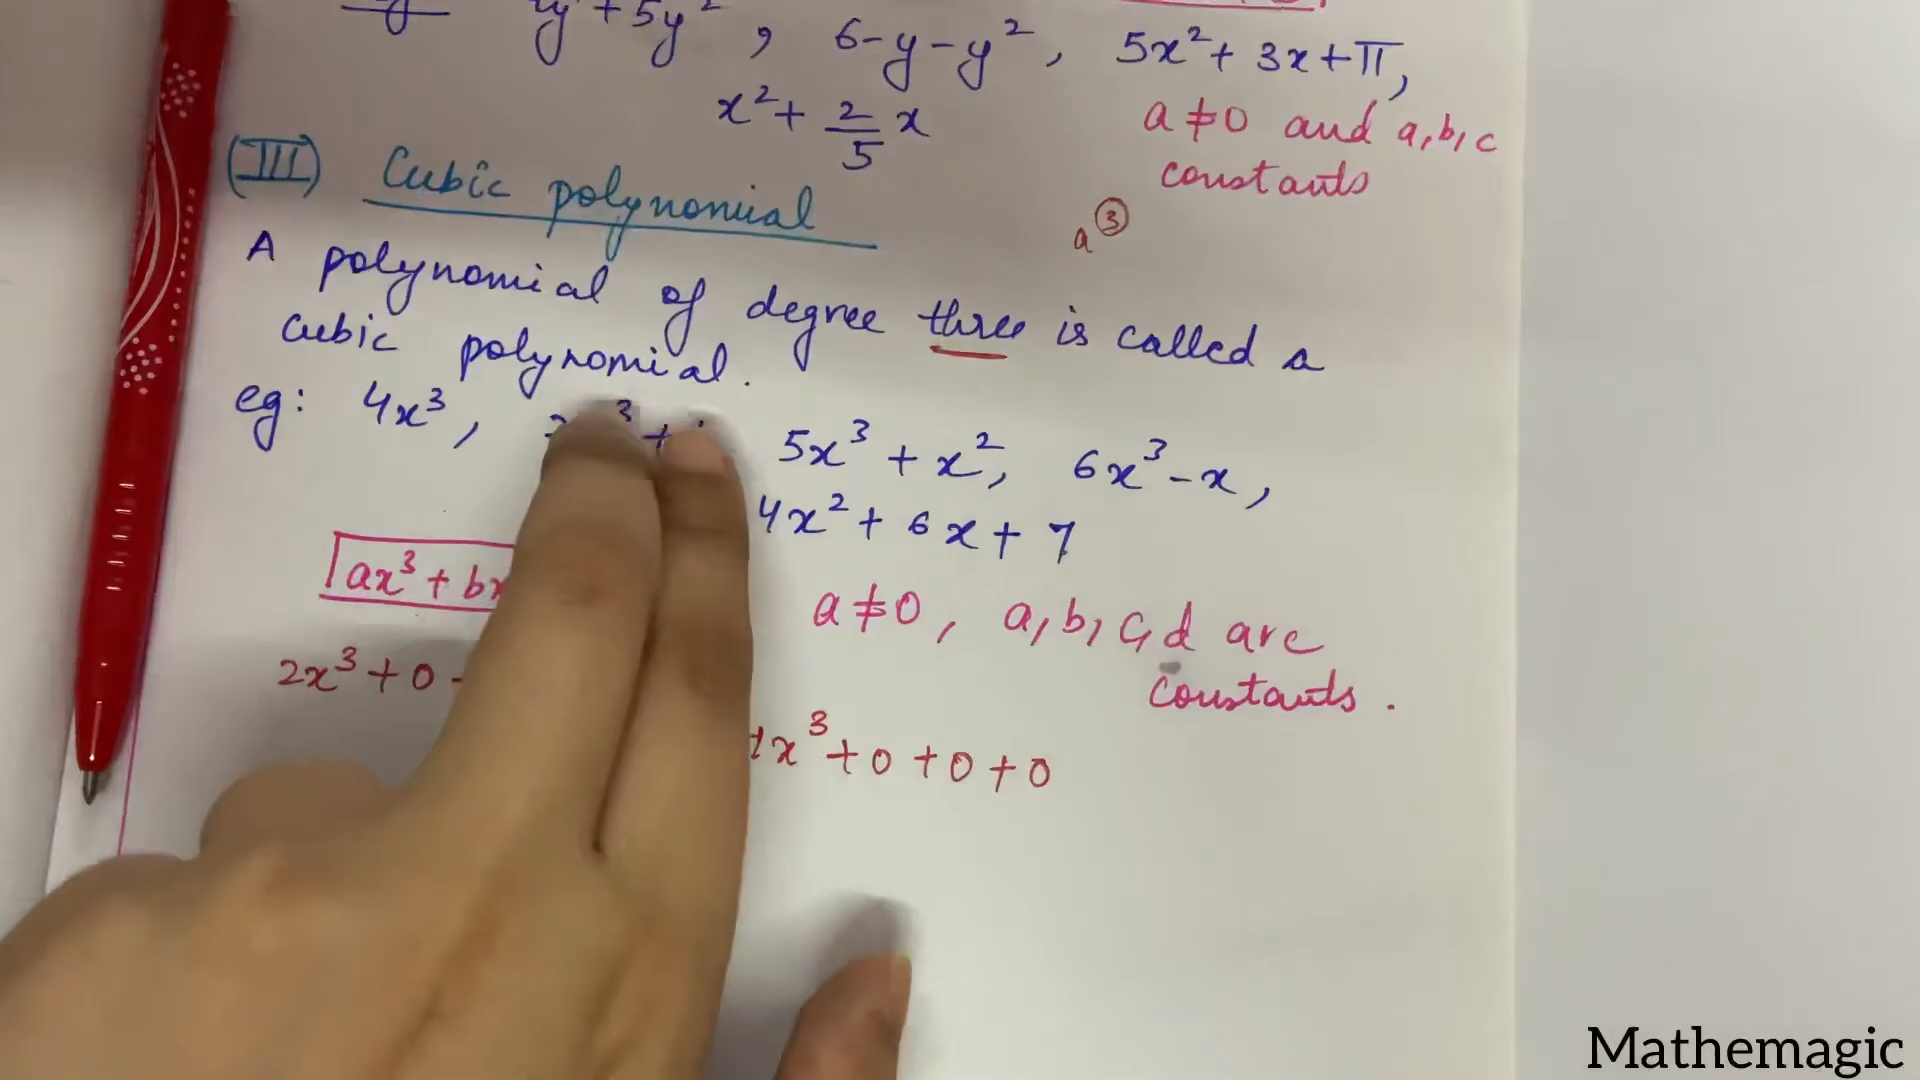 +5y², 6-y-y², 5x²+ 3x+π,
x²+ 2/5 x
a≠0 and a,b,c
constants
(III) Cubic polynomial
a³
A polynomial of degree three is called a
cubic polynomial.
eg: 4x³, 5x³ + x², 6x³-x,
4x² + 6x + 7
ax³ + b
a≠0, a,b,c,d are
constants.
2x³+0
x³+0+0+0
Mathemagic